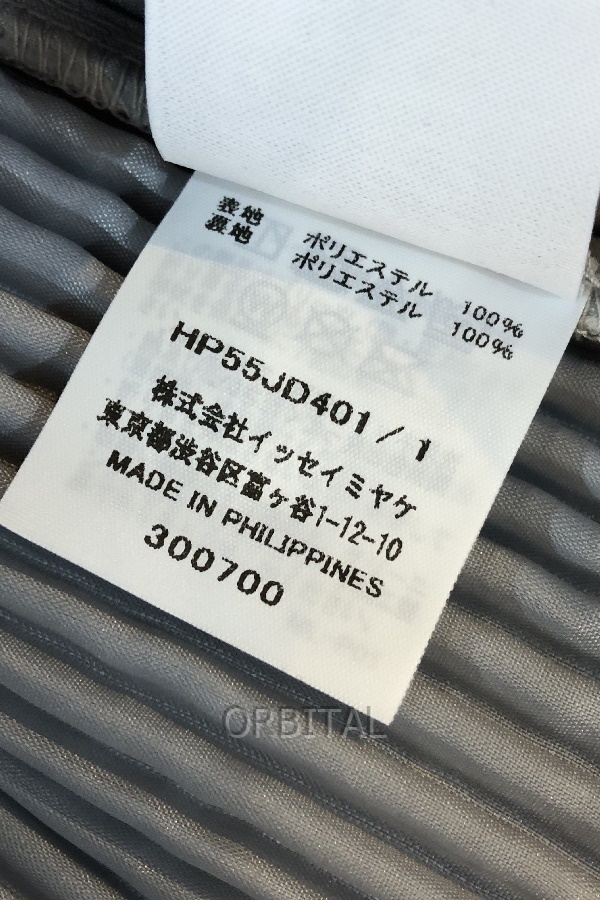 表地 ポリエステル 100%
裏地 ポリエステル 100%
HP55JD401/1
株式会社イッセイミヤケ
東京都渋谷区富ヶ谷1-12-10
MADE IN PHILIPPINES
300700
ORBITAL